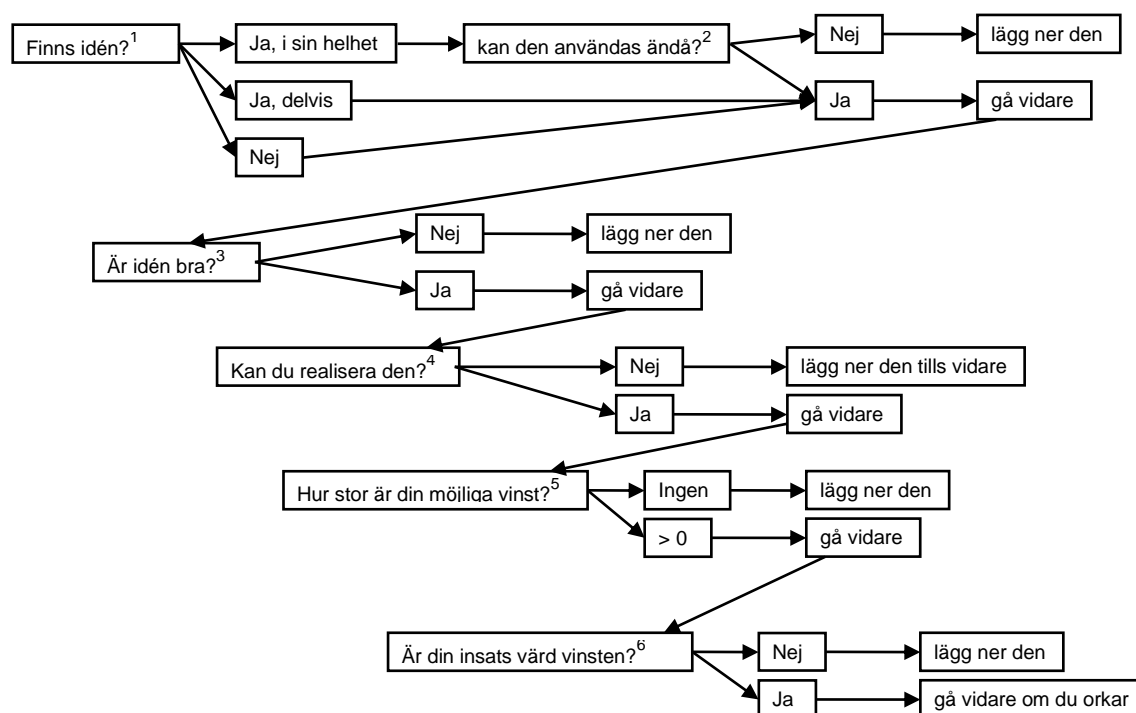 Finns idén?¹
Ja, i sin helhet
kan den användas ändå?²
Nej
lägg ner den
Ja, delvis
Ja
gå vidare
Nej
Är idén bra?³
Nej
lägg ner den
Ja
gå vidare
Kan du realisera den?⁴
Nej
lägg ner den tills vidare
Ja
gå vidare
Hur stor är din möjliga vinst?⁵
Ingen
lägg ner den
> 0
gå vidare
Är din insats värd vinsten?⁶
Nej
lägg ner den
Ja
gå vidare om du orkar